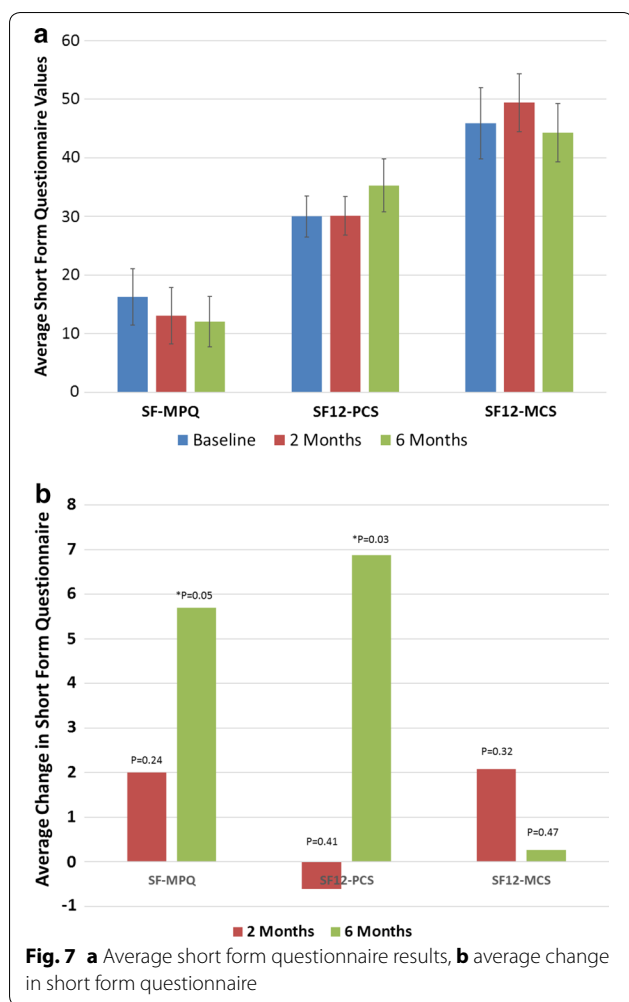 a
60
50
40
30
20
10
0
Average Short Form Questionnaire Values
SF-MPQ SF12-PCS SF12-MCS
Baseline 2 Months 6 Months
b
8
7
6
5
4
3
2
1
0
-1
Average Change in Short Form Questionnaire
*P=0.03
*P=0.05
P=0.24 P=0.32
P=0.41 P=0.47
SF-MPQ SF12-PCS SF12-MCS
2 Months 6 Months
Fig. 7 a Average short form questionnaire results, b average change
in short form questionnaire